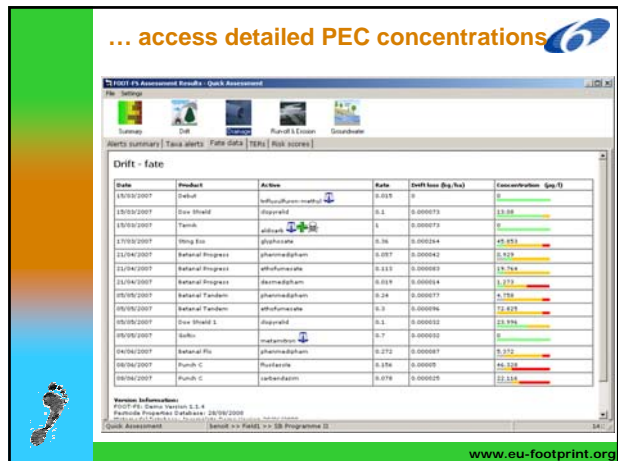 ... access detailed PEC concentrations
FOOT-FS Assessment Results - Quick Assessment
File Settings
Summary Drift Drainage Run-off & Erosion Groundwater
Alerts summary Taxa alerts Fate data TERs Risk scores
Drift - fate
Date Product Active Rate Drift loss (kg/ha) Concentration (µg/l)
15/03/2007 Debut triflusulfuron-methyl 0.015 0 0
15/03/2007 Dow Shield clopyralid 0.1 0.000073 13.08
15/03/2007 Temik aldicarb 1 0.000073 0
17/03/2007 Sting Eco glyphosate 0.36 0.000264 45.853
21/04/2007 Betanal Progress phenmedipham 0.057 0.000042 8.929
21/04/2007 Betanal Progress ethofumesate 0.113 0.000083 19.764
21/04/2007 Betanal Progress desmedipham 0.019 0.000014 1.273
05/05/2007 Betanal Tandem phenmedipham 0.24 0.000077 4.758
05/05/2007 Betanal Tandem ethofumesate 0.3 0.000096 72.625
05/05/2007 Dow Shield 1 clopyralid 0.1 0.000032 23.996
05/05/2007 Goltix metamitron 0.7 0.000032 0
04/06/2007 Betanal Flo phenmedipham 0.272 0.000087 5.372
08/06/2007 Punch C flusilazole 0.156 0.00005 46.328
08/06/2007 Punch C carbendazim 0.078 0.000025 22.116
Version Information:
FOOT-FS: Demo Version 1.1.4
Pesticide Properties Database: 28/09/2008
Quick Assessment benoit >> Field1 >> SB Programme II
www.eu-footprint.org